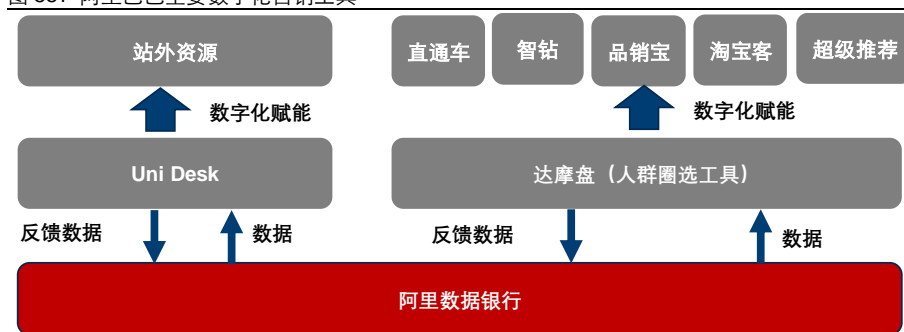 站外资源
直通车
智钻
品销宝
淘宝客
超级推荐
数字化赋能
数字化赋能
Uni Desk
达摩盘（人群圈选工具）
反馈数据
数据
反馈数据
数据
阿里数据银行